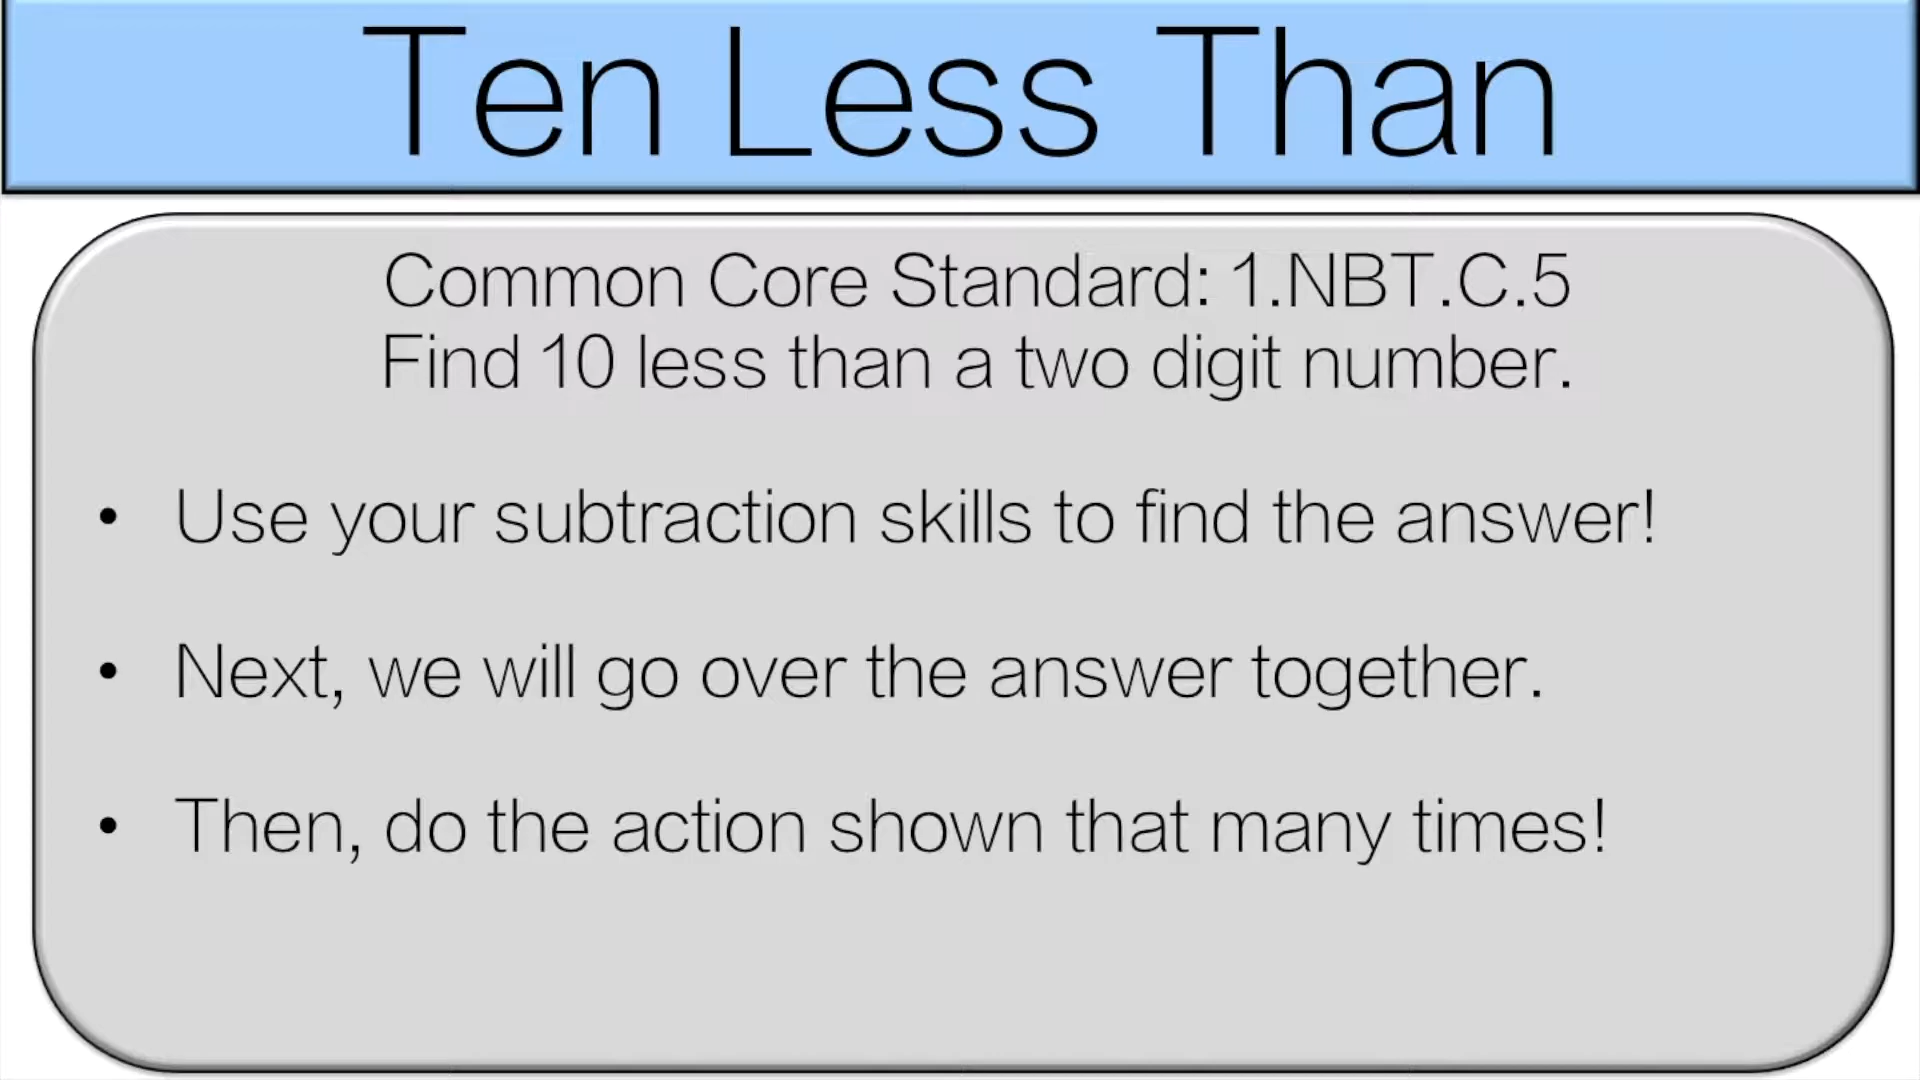 Ten Less Than
Common Core Standard: 1.NBT.C.5
Find 10 less than a two digit number.
• Use your subtraction skills to find the answer!
• Next, we will go over the answer together.
• Then, do the action shown that many times!